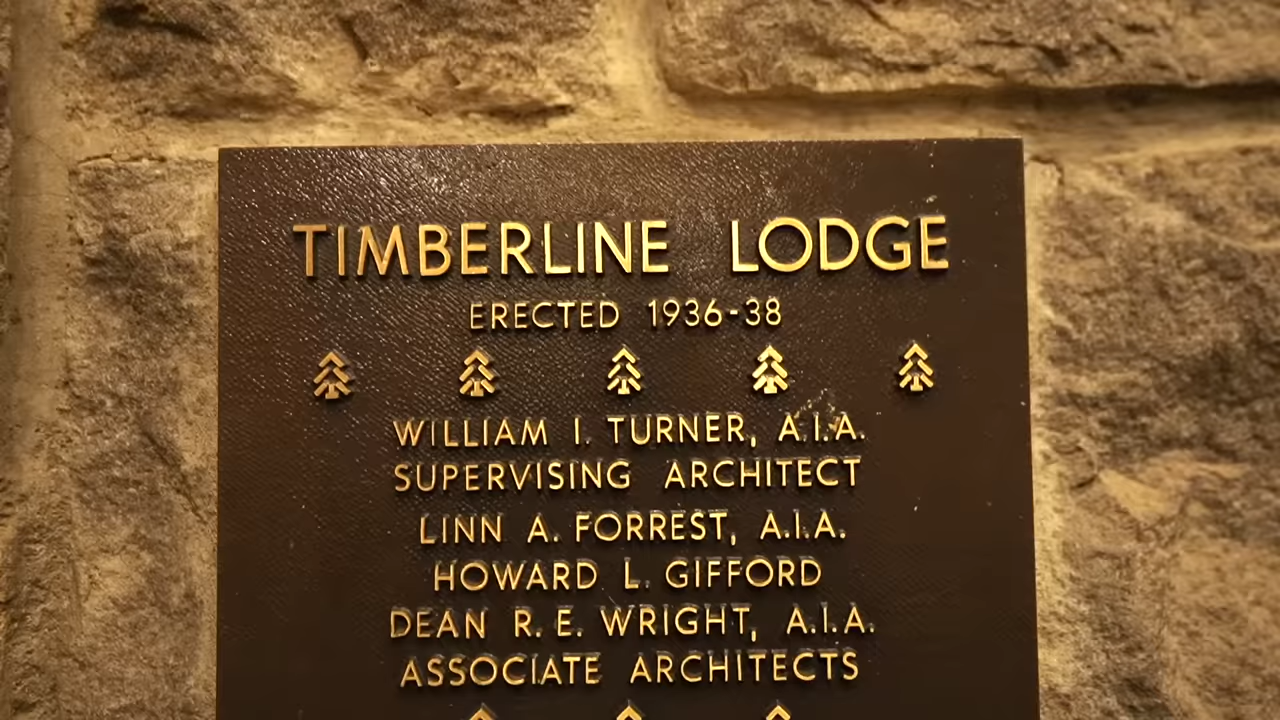 TIMBERLINE LODGE
ERECTED 1936-38
WILLIAM I. TURNER, A.I.A.
SUPERVISING ARCHITECT
LINN A. FORREST, A.I.A.
HOWARD L. GIFFORD
DEAN R. E. WRIGHT, A.I.A.
ASSOCIATE ARCHITECTS